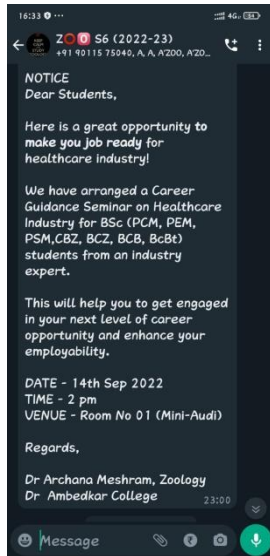 16:33
4G
Z⭕🅾 S6 (2022-23)
+91 90115 75040, A, A, A'ZOO, A'ZO...
NOTICE
Dear Students,
Here is a great opportunity to
make you job ready for
healthcare industry!
We have arranged a Career
Guidance Seminar on Healthcare
Industry for BSc (PCM, PEM,
PSM,CBZ, BCZ, BCB, BcBt)
students from an industry
expert.
This will help you to get engaged
in your next level of career
opportunity and enhance your
employability.
DATE - 14th Sep 2022
TIME - 2 pm
VENUE - Room No 01 (Mini-Audi)
Regards,
Dr Archana Meshram, Zoology
Dr Ambedkar College
23:00
Message